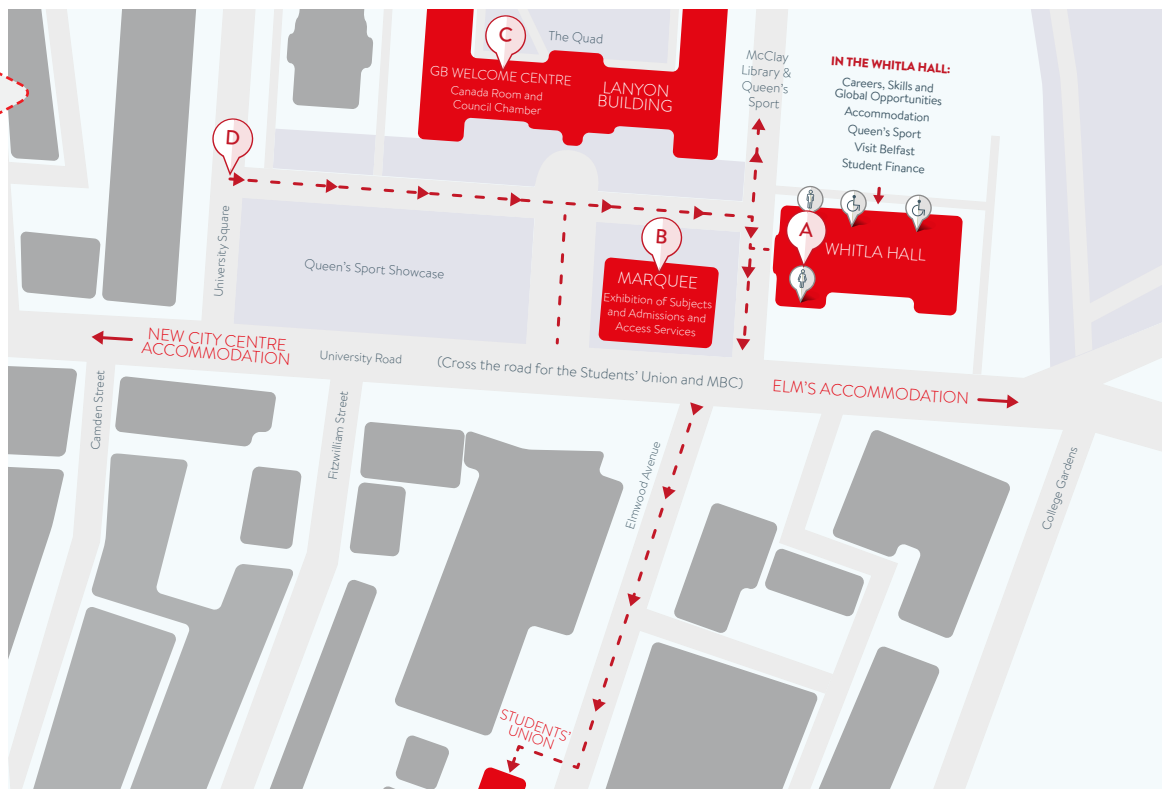 C
The Quad
GB WELCOME CENTRE
Canada Room and
Council Chamber
LANYON
BUILDING
McClay
Library &
Queen's
Sport
IN THE WHITLA HALL:
Careers, Skills and
Global Opportunities
Accommodation
Queen's Sport
Visit Belfast
Student Finance
D
B
A
WHITLA HALL
University Square
Queen's Sport Showcase
MARQUEE
Exhibition of Subjects
and Admissions and
Access Services
NEW CITY CENTRE
ACCOMMODATION
University Road
(Cross the road for the Students' Union and MBC)
ELM'S ACCOMMODATION
Camden Street
Fitzwilliam Street
Elmwood Avenue
College Gardens
STUDENTS'
UNION